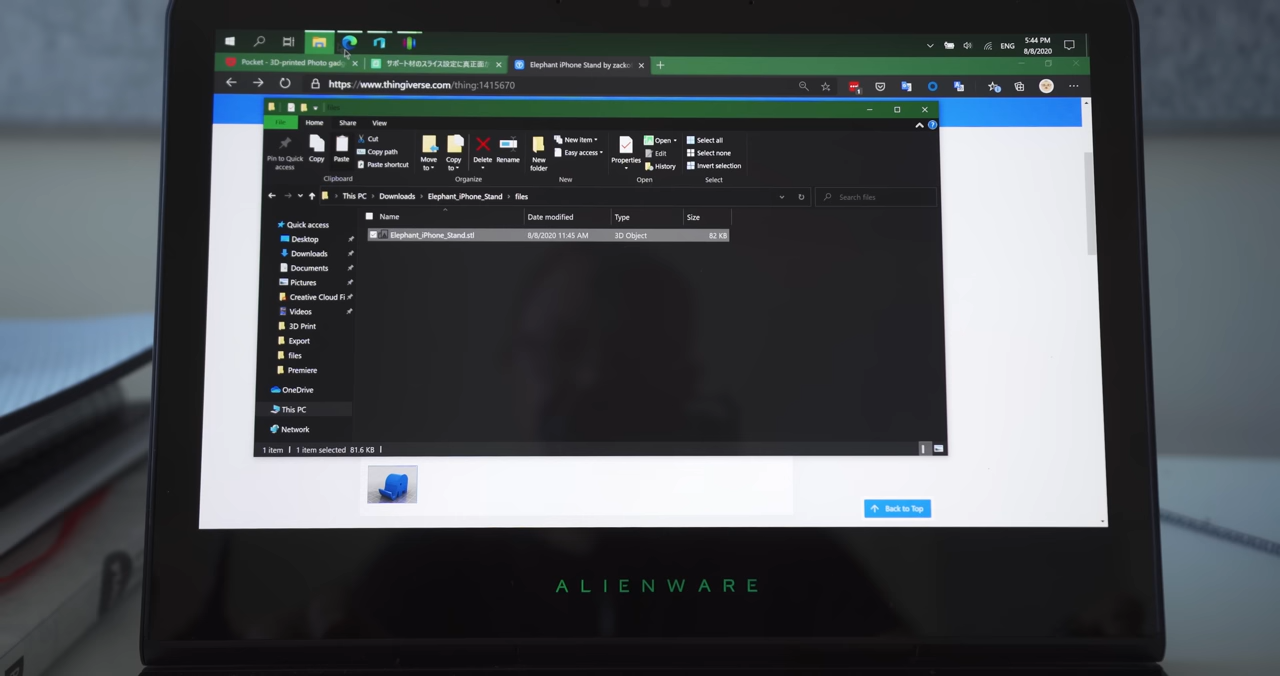 ENG
5:44 PM
8/8/2020
Pocket - 3D-printed Photo gadg
サポート材のスライス設定に真正面か
Elephant iPhone Stand by zacko
https://www.thingiverse.com/thing:1415670
File
Home
Share
View
Pin to Quick access
Copy
Paste
Cut
Copy path
Paste shortcut
Clipboard
Move to
Copy to
Delete
Rename
Organize
New folder
New item
Easy access
New
Properties
Open
Edit
History
Open
Select all
Select none
Invert selection
Select
This PC
Downloads
Elephant_iPhone_Stand
files
Search files
Name
Date modified
Type
Size
Elephant_iPhone_Stand.stl
8/8/2020 11:45 AM
3D Object
82 KB
Quick access
Desktop
Downloads
Documents
Pictures
Creative Cloud Fi
Videos
3D Print
Export
files
Premiere
OneDrive
This PC
Network
1 item
1 item selected 81.6 KB
Back to Top
ALIENWARE